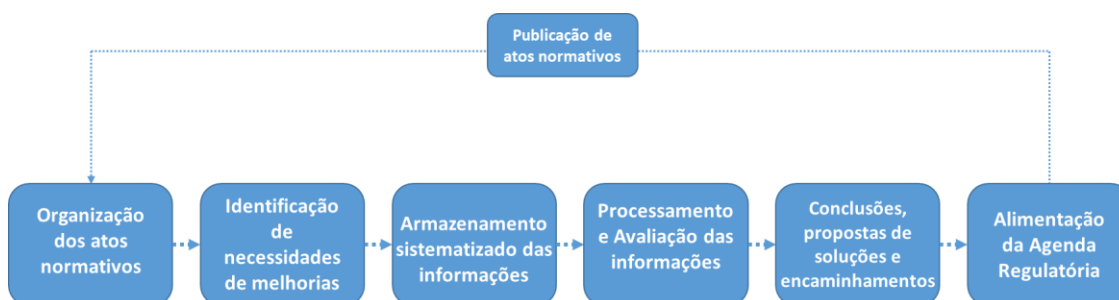 Publicação de
atos normativos
Organização
dos atos
normativos
Identificação
de
necessidades
de melhorias
Armazenamento
sistematizado das
informações
Processamento
e Avaliação das
informações
Conclusões,
propostas de
soluções e
encaminhamentos
Alimentação
da Agenda
Regulatória